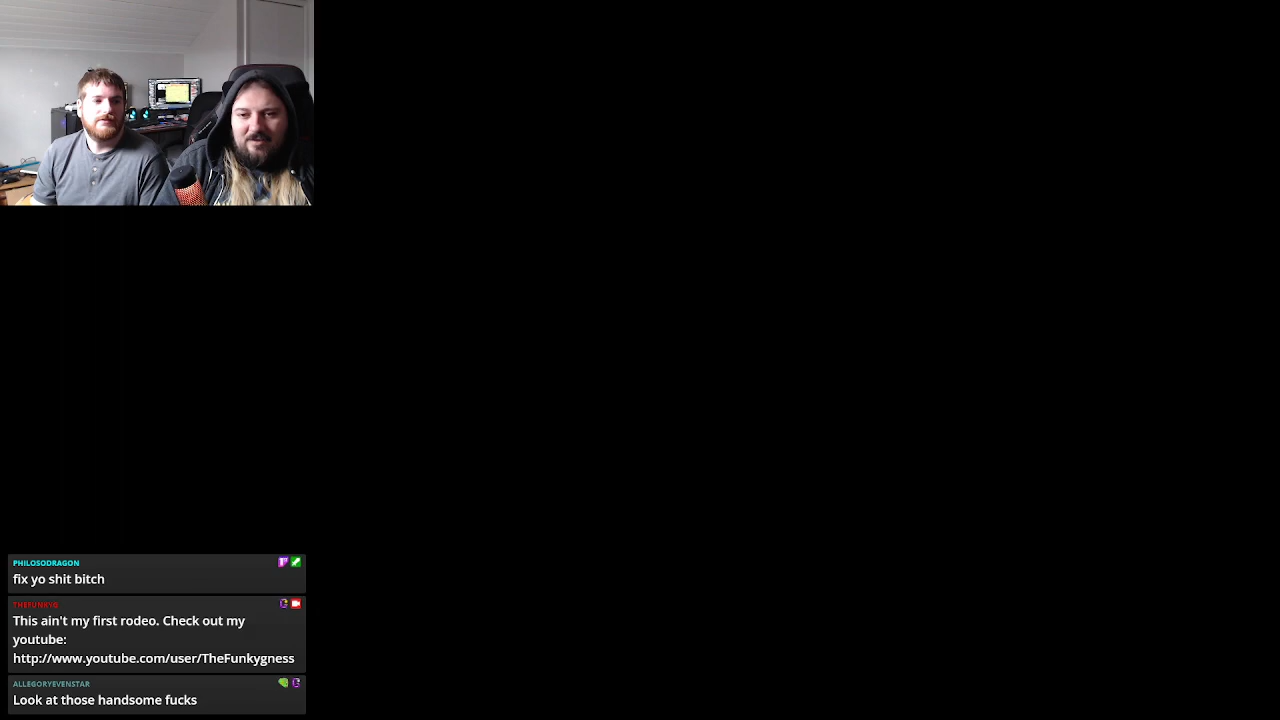 PHILOSODRAGON
fix yo shit bitch
THEFUNKYG
This ain't my first rodeo. Check out my
youtube:
http://www.youtube.com/user/TheFunkygness
ALLEGORYEVENSTAR
Look at those handsome fucks